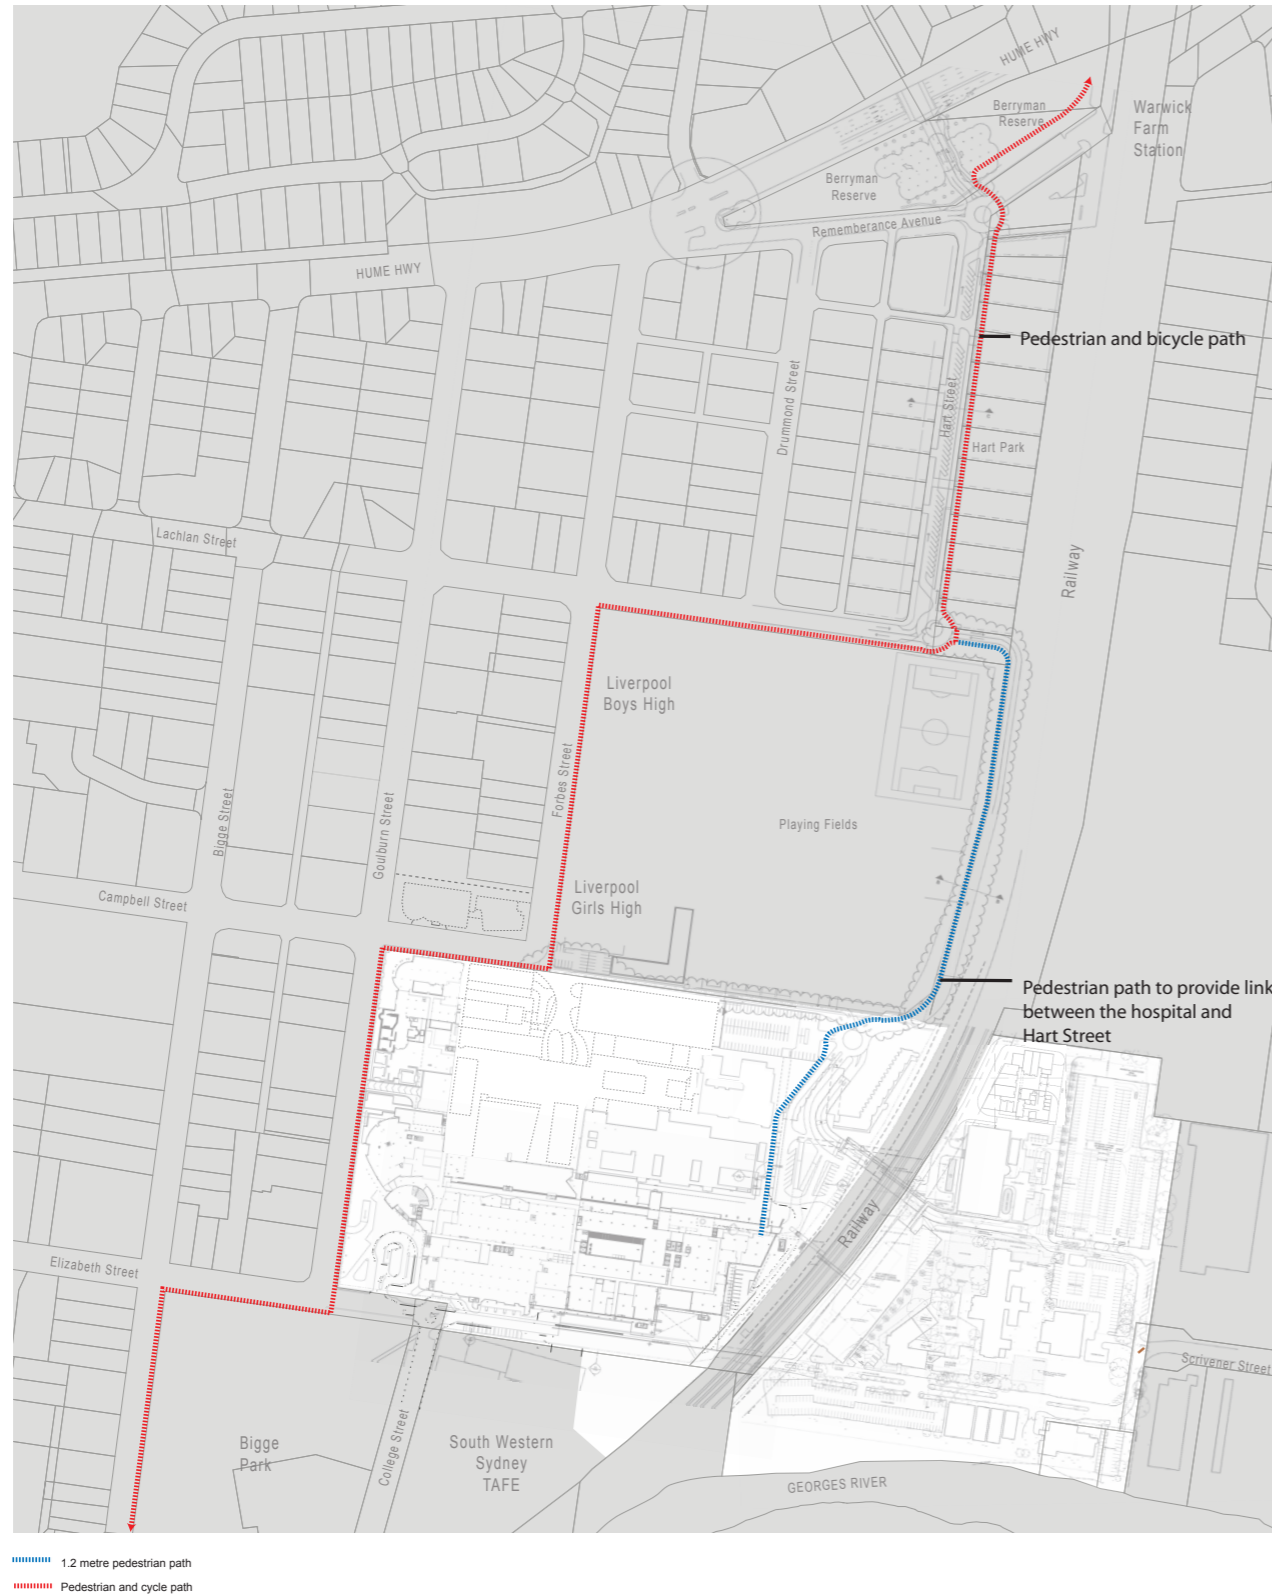 HUME HWY
Berryman
Reserve
Warwick
Farm
Station
Berryman
Reserve
Rememberance Avenue
HUME HWY
Pedestrian and bicycle path
Drummond Street
Hart Street
Hart Park
Lachlan Street
Railway
Liverpool
Boys High
Forbes Street
Bigge Street
Goulburn Street
Playing Fields
Liverpool
Girls High
Campbell Street
Pedestrian path to provide link
between the hospital and
Hart Street
Railway
Elizabeth Street
Scrivener Street
Bigge
Park
College Street
South Western
Sydney
TAFE
GEORGES RIVER
1.2 metre pedestrian path
Pedestrian and cycle path